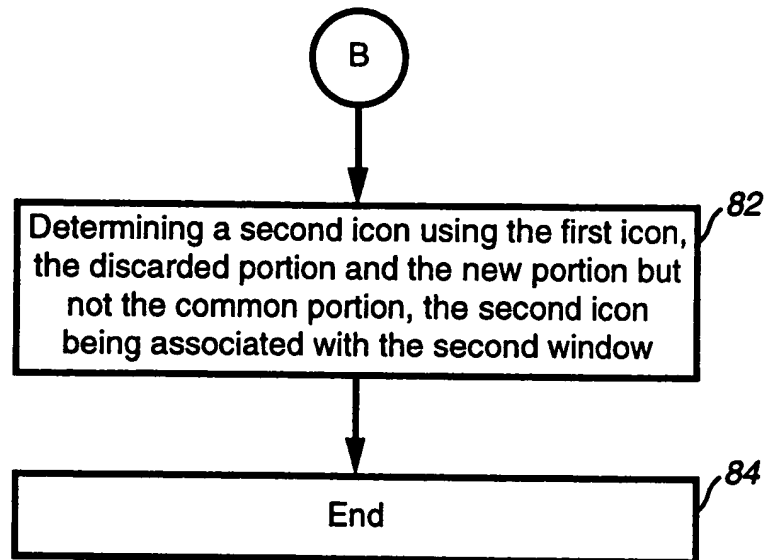 B
82
Determining a second icon using the first icon,
the discarded portion and the new portion but
not the common portion, the second icon
being associated with the second window
84
End